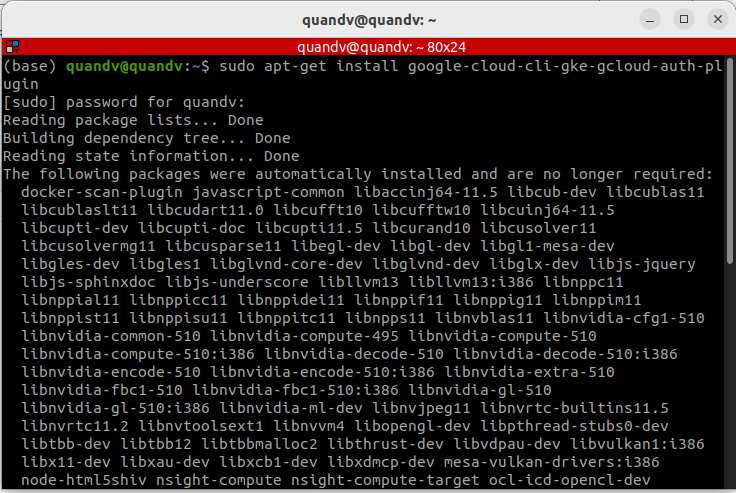 quandv@quandv: ~
quandv@quandv: ~ 80x24
(base) quandv@quandv:~$ sudo apt-get install google-cloud-cli-gke-gcloud-auth-pl
ugin
[sudo] password for quandv:
Reading package lists... Done
Building dependency tree... Done
Reading state information... Done
The following packages were automatically installed and are no longer required:
  docker-scan-plugin javascript-common libaccinj64-11.5 libcub-dev libcublas11
  libcublaslt11 libcudart11.0 libcufft10 libcufftw10 libcuinj64-11.5
  libcupti-dev libcupti-doc libcupti11.5 libcurand10 libcusolver11
  libcusolvermg11 libcusparse11 libegl-dev libgl-dev libgl1-mesa-dev
  libgles-dev libgles1 libglvnd-core-dev libglvnd-dev libglx-dev libjs-jquery
  libjs-sphinxdoc libjs-underscore libllvm13 libllvm13:i386 libnppc11
  libnppial11 libnppicc11 libnppidei11 libnppif11 libnppig11 libnppim11
  libnppist11 libnppisu11 libnppitc11 libnpps11 libnvblas11 libnvidia-cfg1-510
  libnvidia-common-510 libnvidia-compute-495 libnvidia-compute-510
  libnvidia-compute-510:i386 libnvidia-decode-510 libnvidia-decode-510:i386
  libnvidia-encode-510 libnvidia-encode-510:i386 libnvidia-extra-510
  libnvidia-fbc1-510 libnvidia-fbc1-510:i386 libnvidia-gl-510
  libnvidia-gl-510:i386 libnvidia-ml-dev libnvjpeg11 libnvrtc-builtins11.5
  libnvrtc11.2 libnvtoolsext1 libnvvm4 libopengl-dev libpthread-stubs0-dev
  libtbb-dev libtbb12 libtbbmalloc2 libthrust-dev libvdpau-dev libvulkan1:i386
  libx11-dev libxau-dev libxcb1-dev libxdmcp-dev mesa-vulkan-drivers:i386
  node-html5shiv nsight-compute nsight-compute-target ocl-icd-opencl-dev